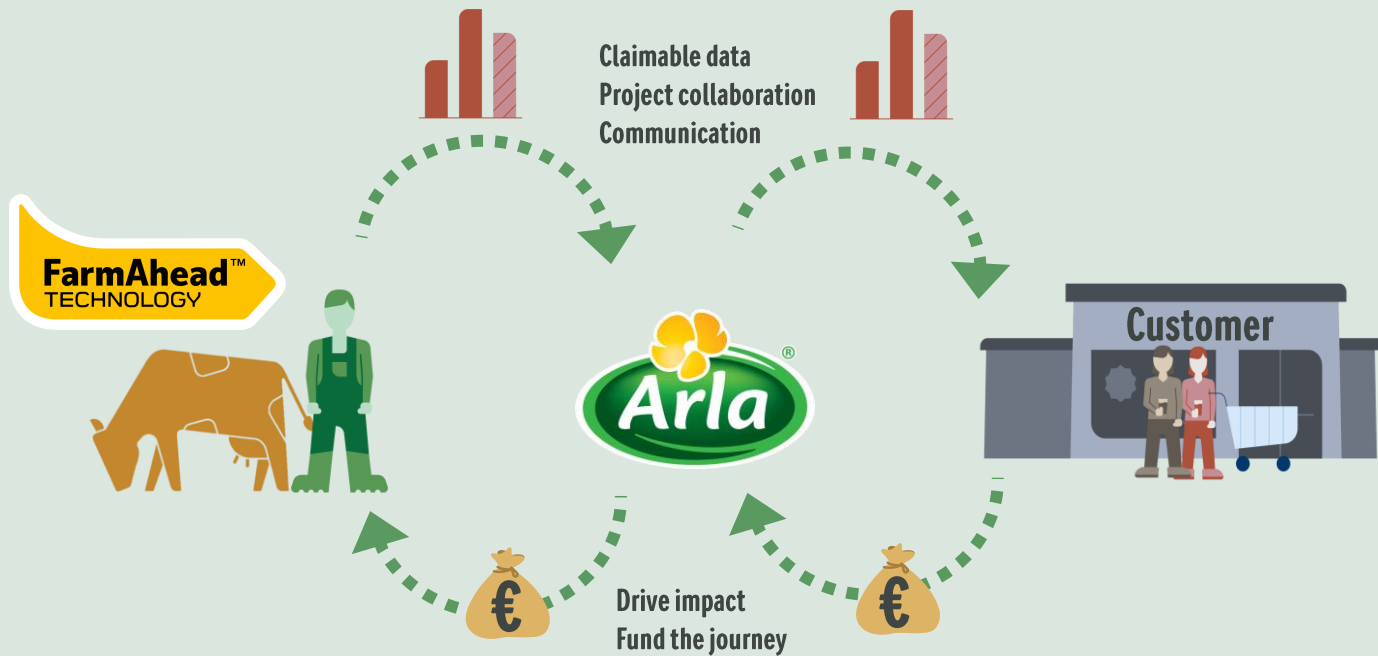 Claimable data
Project collaboration
Communication
FarmAhead™
TECHNOLOGY
Customer
Arla®
€
€
Drive impact
Fund the journey